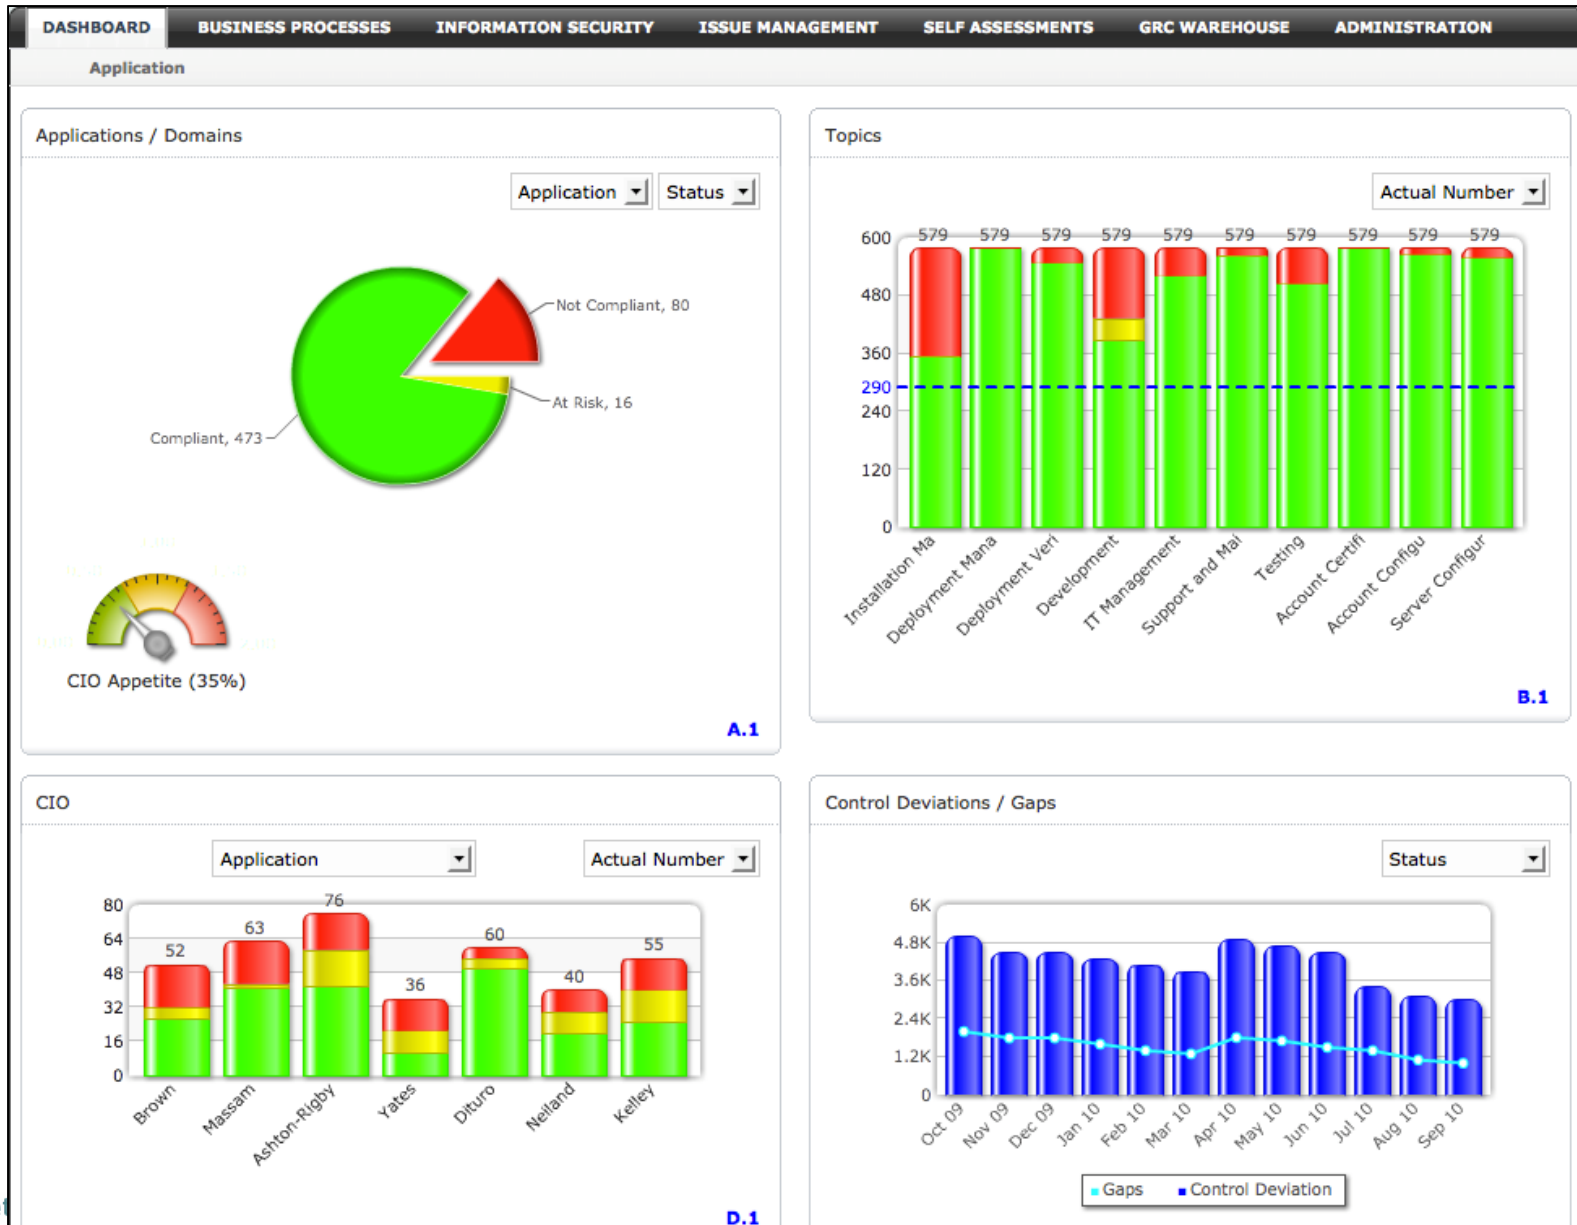 DASHBOARD BUSINESS PROCESSES INFORMATION SECURITY ISSUE MANAGEMENT SELF ASSESSMENTS GRC WAREHOUSE ADMINISTRATION
Application
Applications / Domains
Application Status
Not Compliant, 80
At Risk, 16
Compliant, 473
CIO Appetite (35%)
A.1
Topics
Actual Number
600
480
360
290
240
120
0
579 579 579 579 579 579 579 579 579 579
Installation Ma
Deployment Mana
Deployment Veri
Development
IT Management
Support and Mai
Testing
Account Certifi
Account Configu
Server Configur
B.1
CIO
Application Actual Number
80
64
48
32
16
0
52 63 76 36 60 40 55
Brown
Massam
Ashton-Rigby
Yates
Dituro
Neiland
Kelley
D.1
Control Deviations / Gaps
Status
6K
4.8K
3.6K
2.4K
1.2K
0
Oct 09
Nov 09
Dec 09
Jan 10
Feb 10
Mar 10
Apr 10
May 10
Jun 10
Jul 10
Aug 10
Sep 10
Gaps Control Deviation